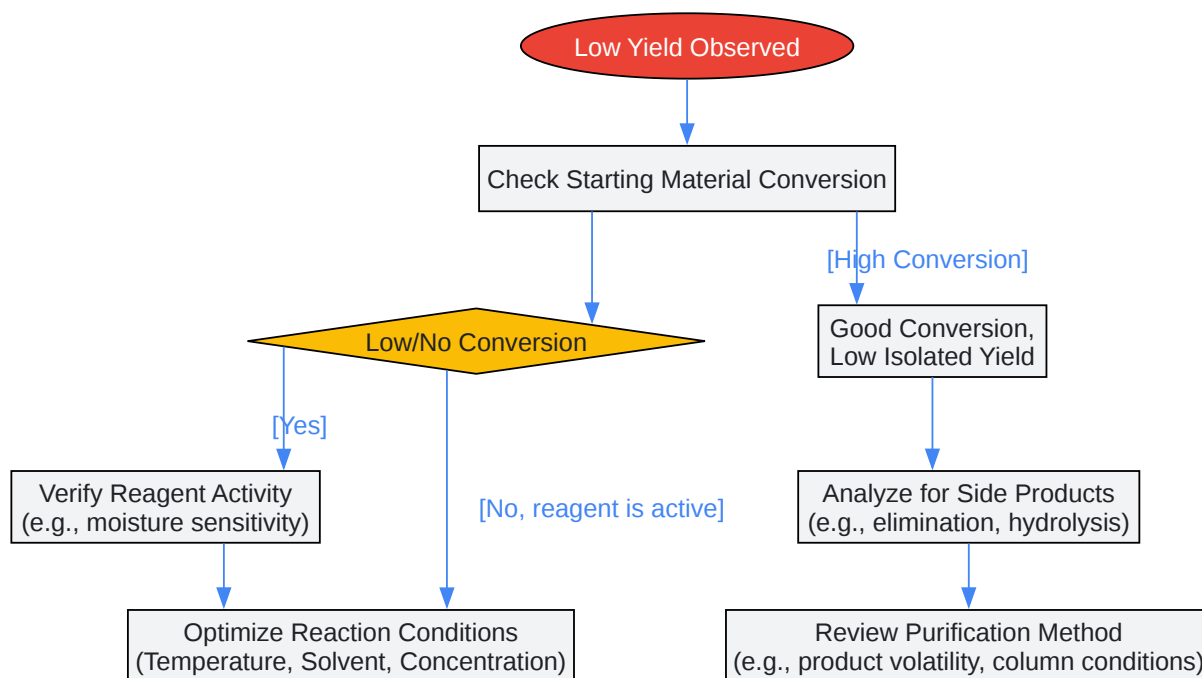 Low Yield Observed
Check Starting Material Conversion
[High Conversion]
Low/No Conversion
Good Conversion,
Low Isolated Yield
[Yes]
Verify Reagent Activity
(e.g., moisture sensitivity)
[No, reagent is active]
Analyze for Side Products
(e.g., elimination, hydrolysis)
Optimize Reaction Conditions
(Temperature, Solvent, Concentration)
Review Purification Method
(e.g., product volatility, column conditions)